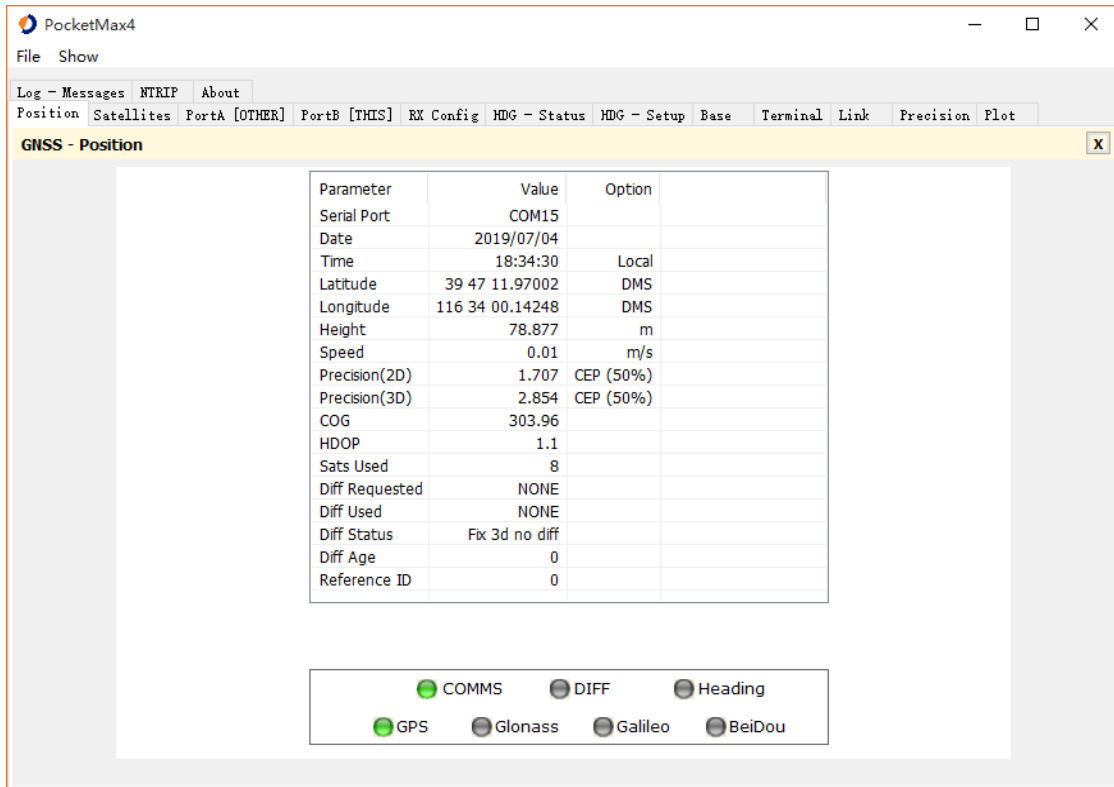 PocketMax4
File Show
Log - Messages NTRIP About
Position Satellites PortA [OTHER] PortB [THIS] RX Config HDG - Status HDG - Setup Base Terminal Link Precision Plot
GNSS - Position X
Parameter Value Option
Serial Port COM15
Date 2019/07/04
Time 18:34:30 Local
Latitude 39 47 11.97002 DMS
Longitude 116 34 00.14248 DMS
Height 78.877 m
Speed 0.01 m/s
Precision(2D) 1.707 CEP (50%)
Precision(3D) 2.854 CEP (50%)
COG 303.96
HDOP 1.1
Sats Used 8
Diff Requested NONE
Diff Used NONE
Diff Status Fix 3d no diff
Diff Age 0
Reference ID 0
COMMS DIFF Heading
GPS Glonass Galileo BeiDou